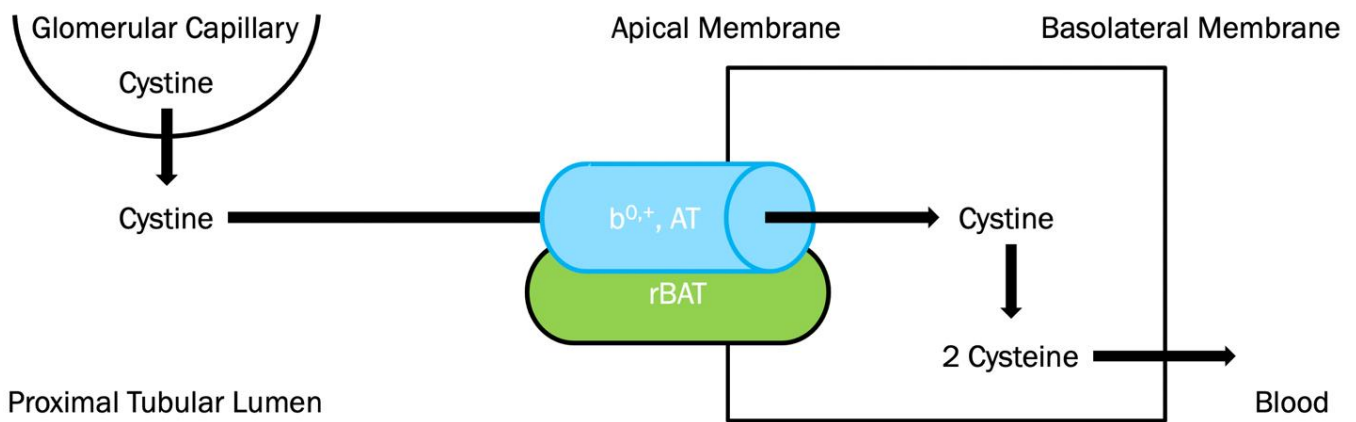 Glomerular Capillary
Apical Membrane
Basolateral Membrane
Cystine
Cystine
b⁰,⁺, AT
Cystine
rBAT
2 Cysteine
Proximal Tubular Lumen
Blood